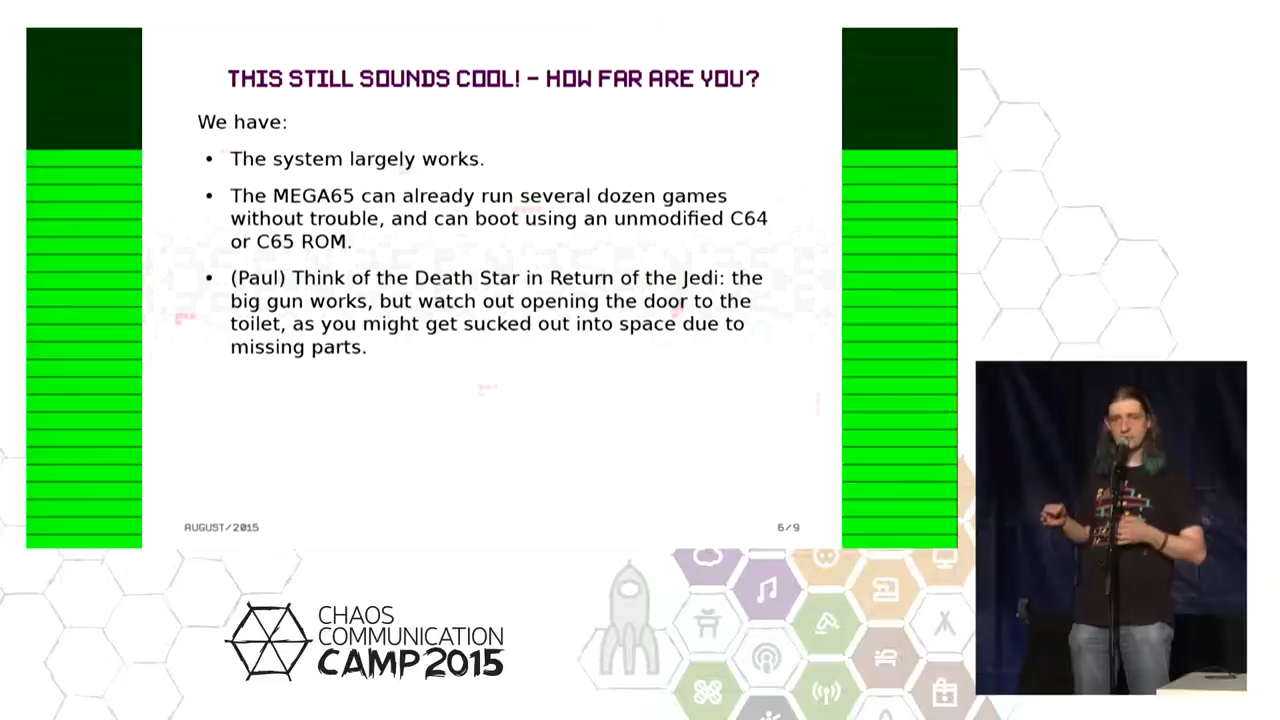 THIS STILL SOUNDS COOL! - HOW FAR ARE YOU?
We have:
• The system largely works.
• The MEGA65 can already run several dozen games
without trouble, and can boot using an unmodified C64
or C65 ROM.
• (Paul) Think of the Death Star in Return of the Jedi: the
big gun works, but watch out opening the door to the
toilet, as you might get sucked out into space due to
missing parts.
AUGUST/2015
6/9
CHAOS
COMMUNICATION
CAMP 2015